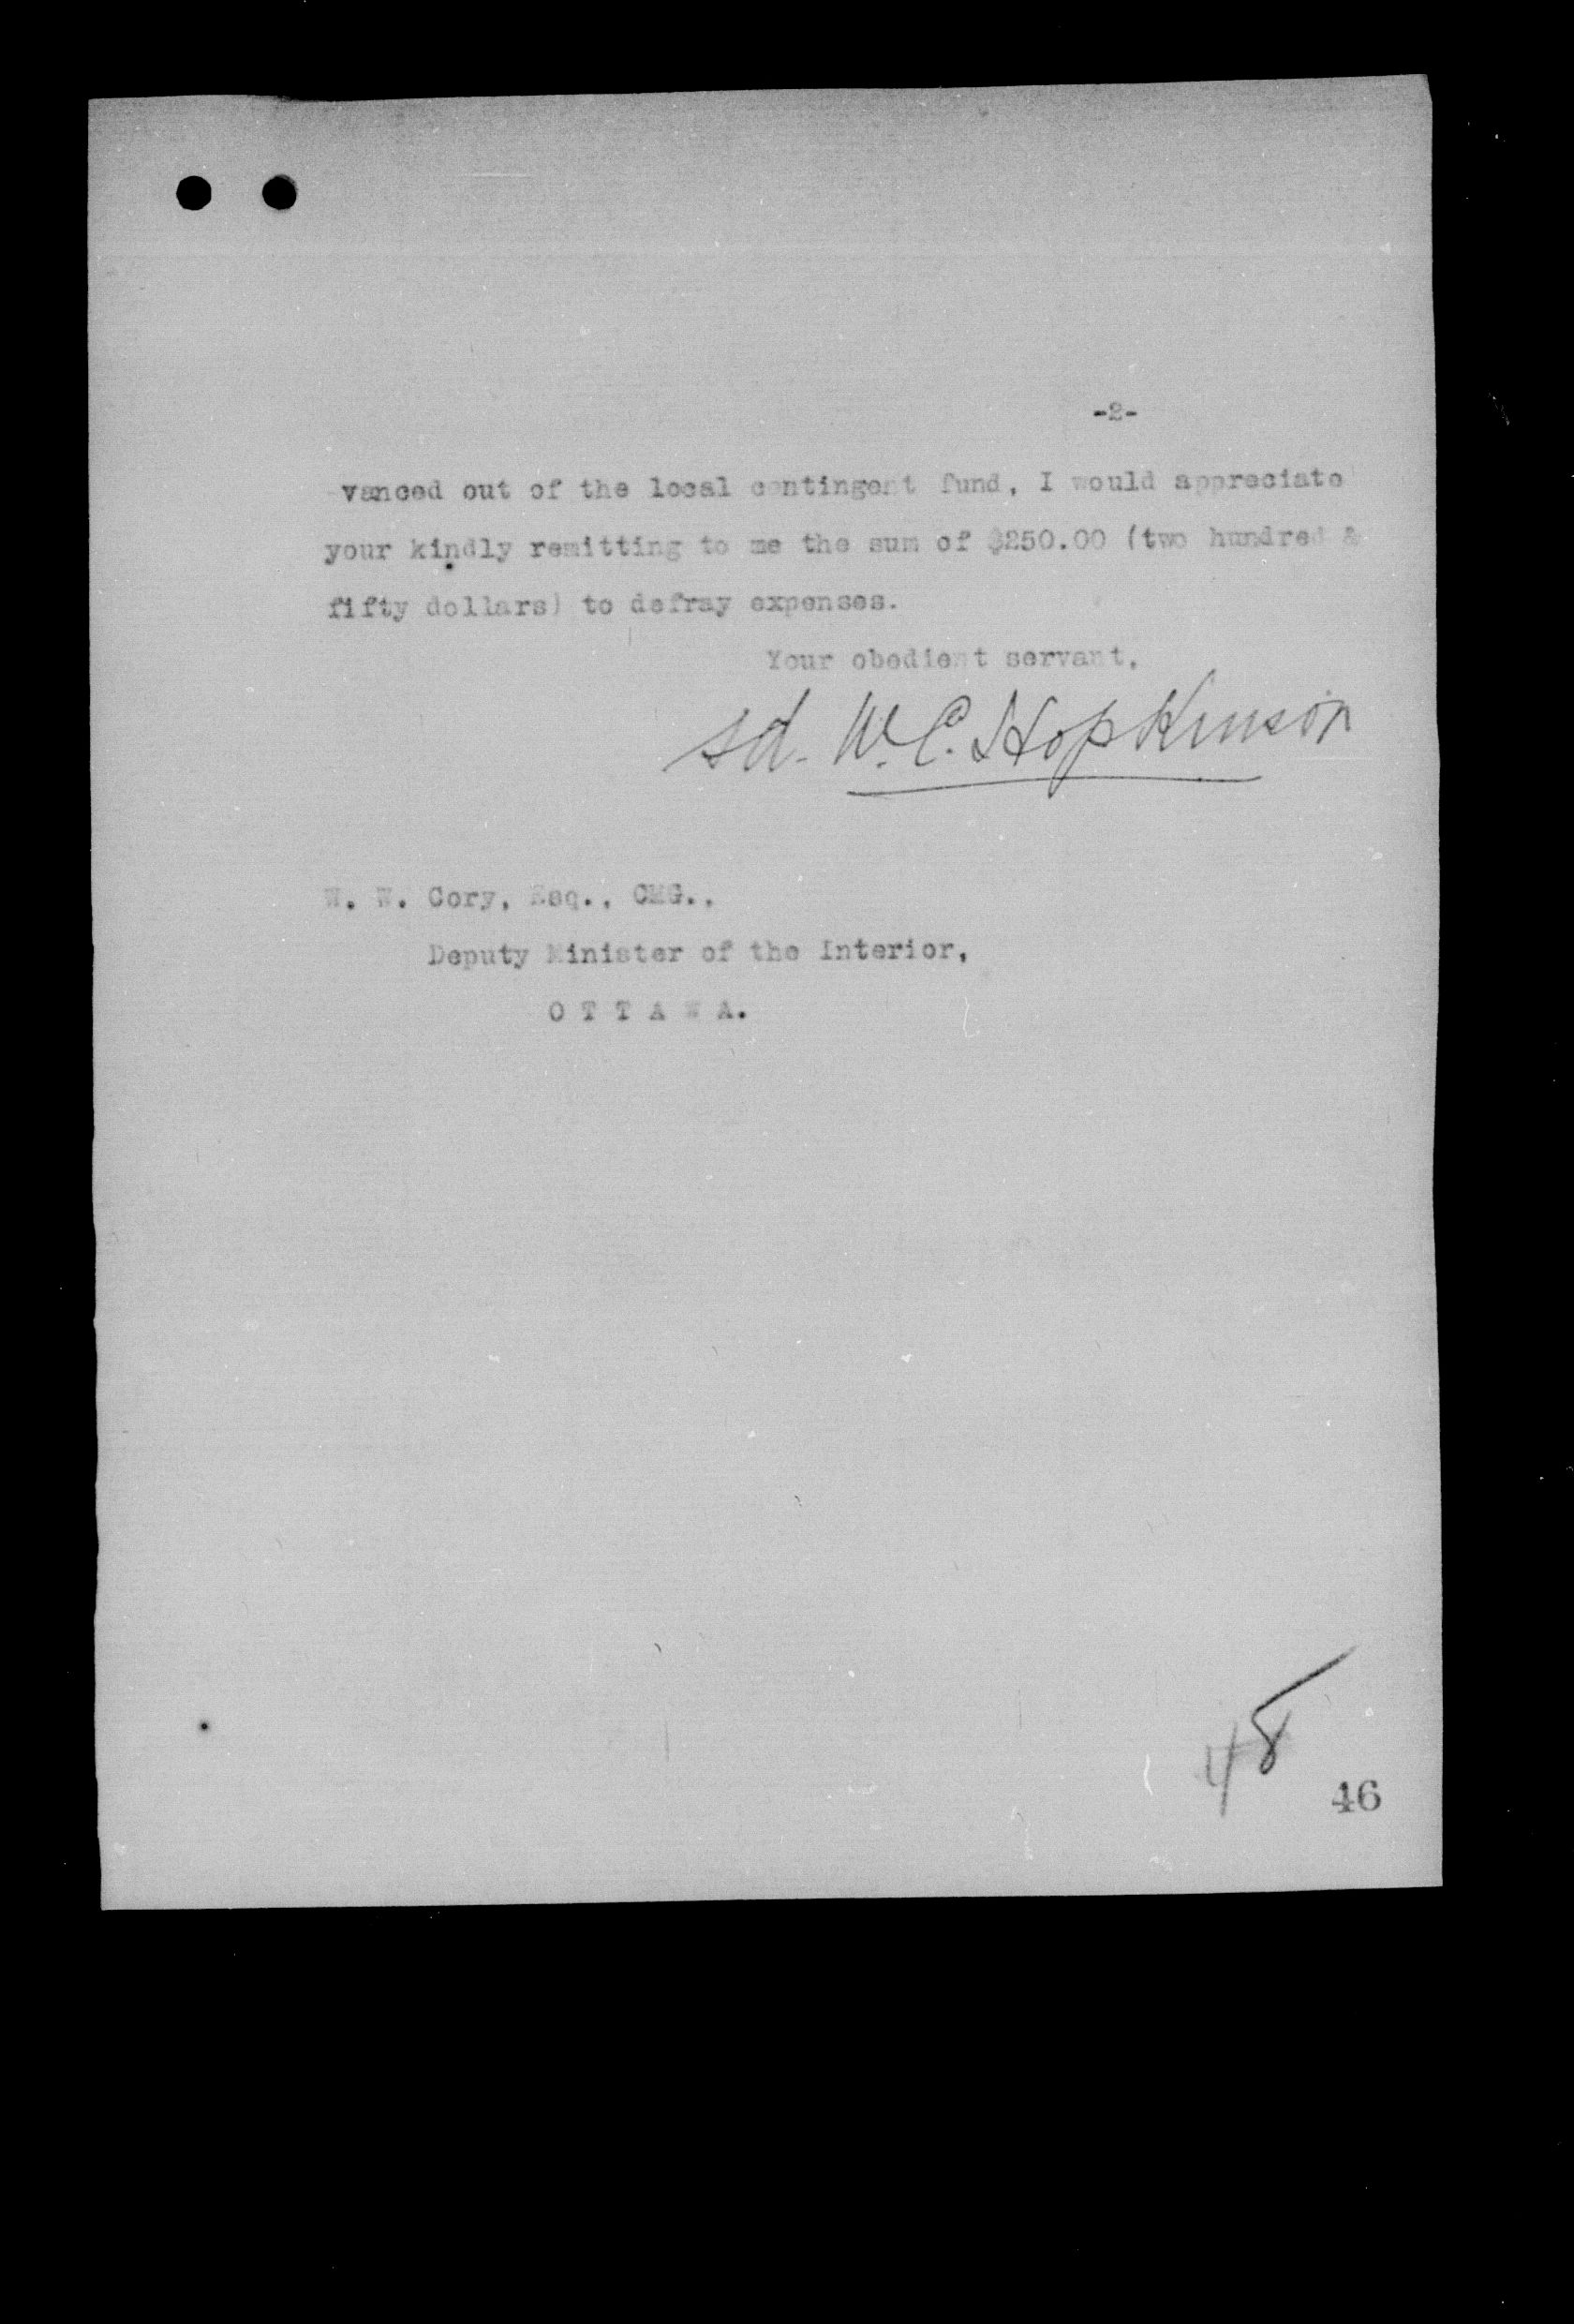 -2-
vanced out of the local contingent fund, I would appreciate
your kindly remitting to me the sum of $250.00 (two hundred &
fifty dollars) to defray expenses.
Your obedient servant,
sd. W. C. Hopkinson
W. W. Cory, Esq., CMG.,
Deputy Minister of the Interior,
O T T A W A.
48
46